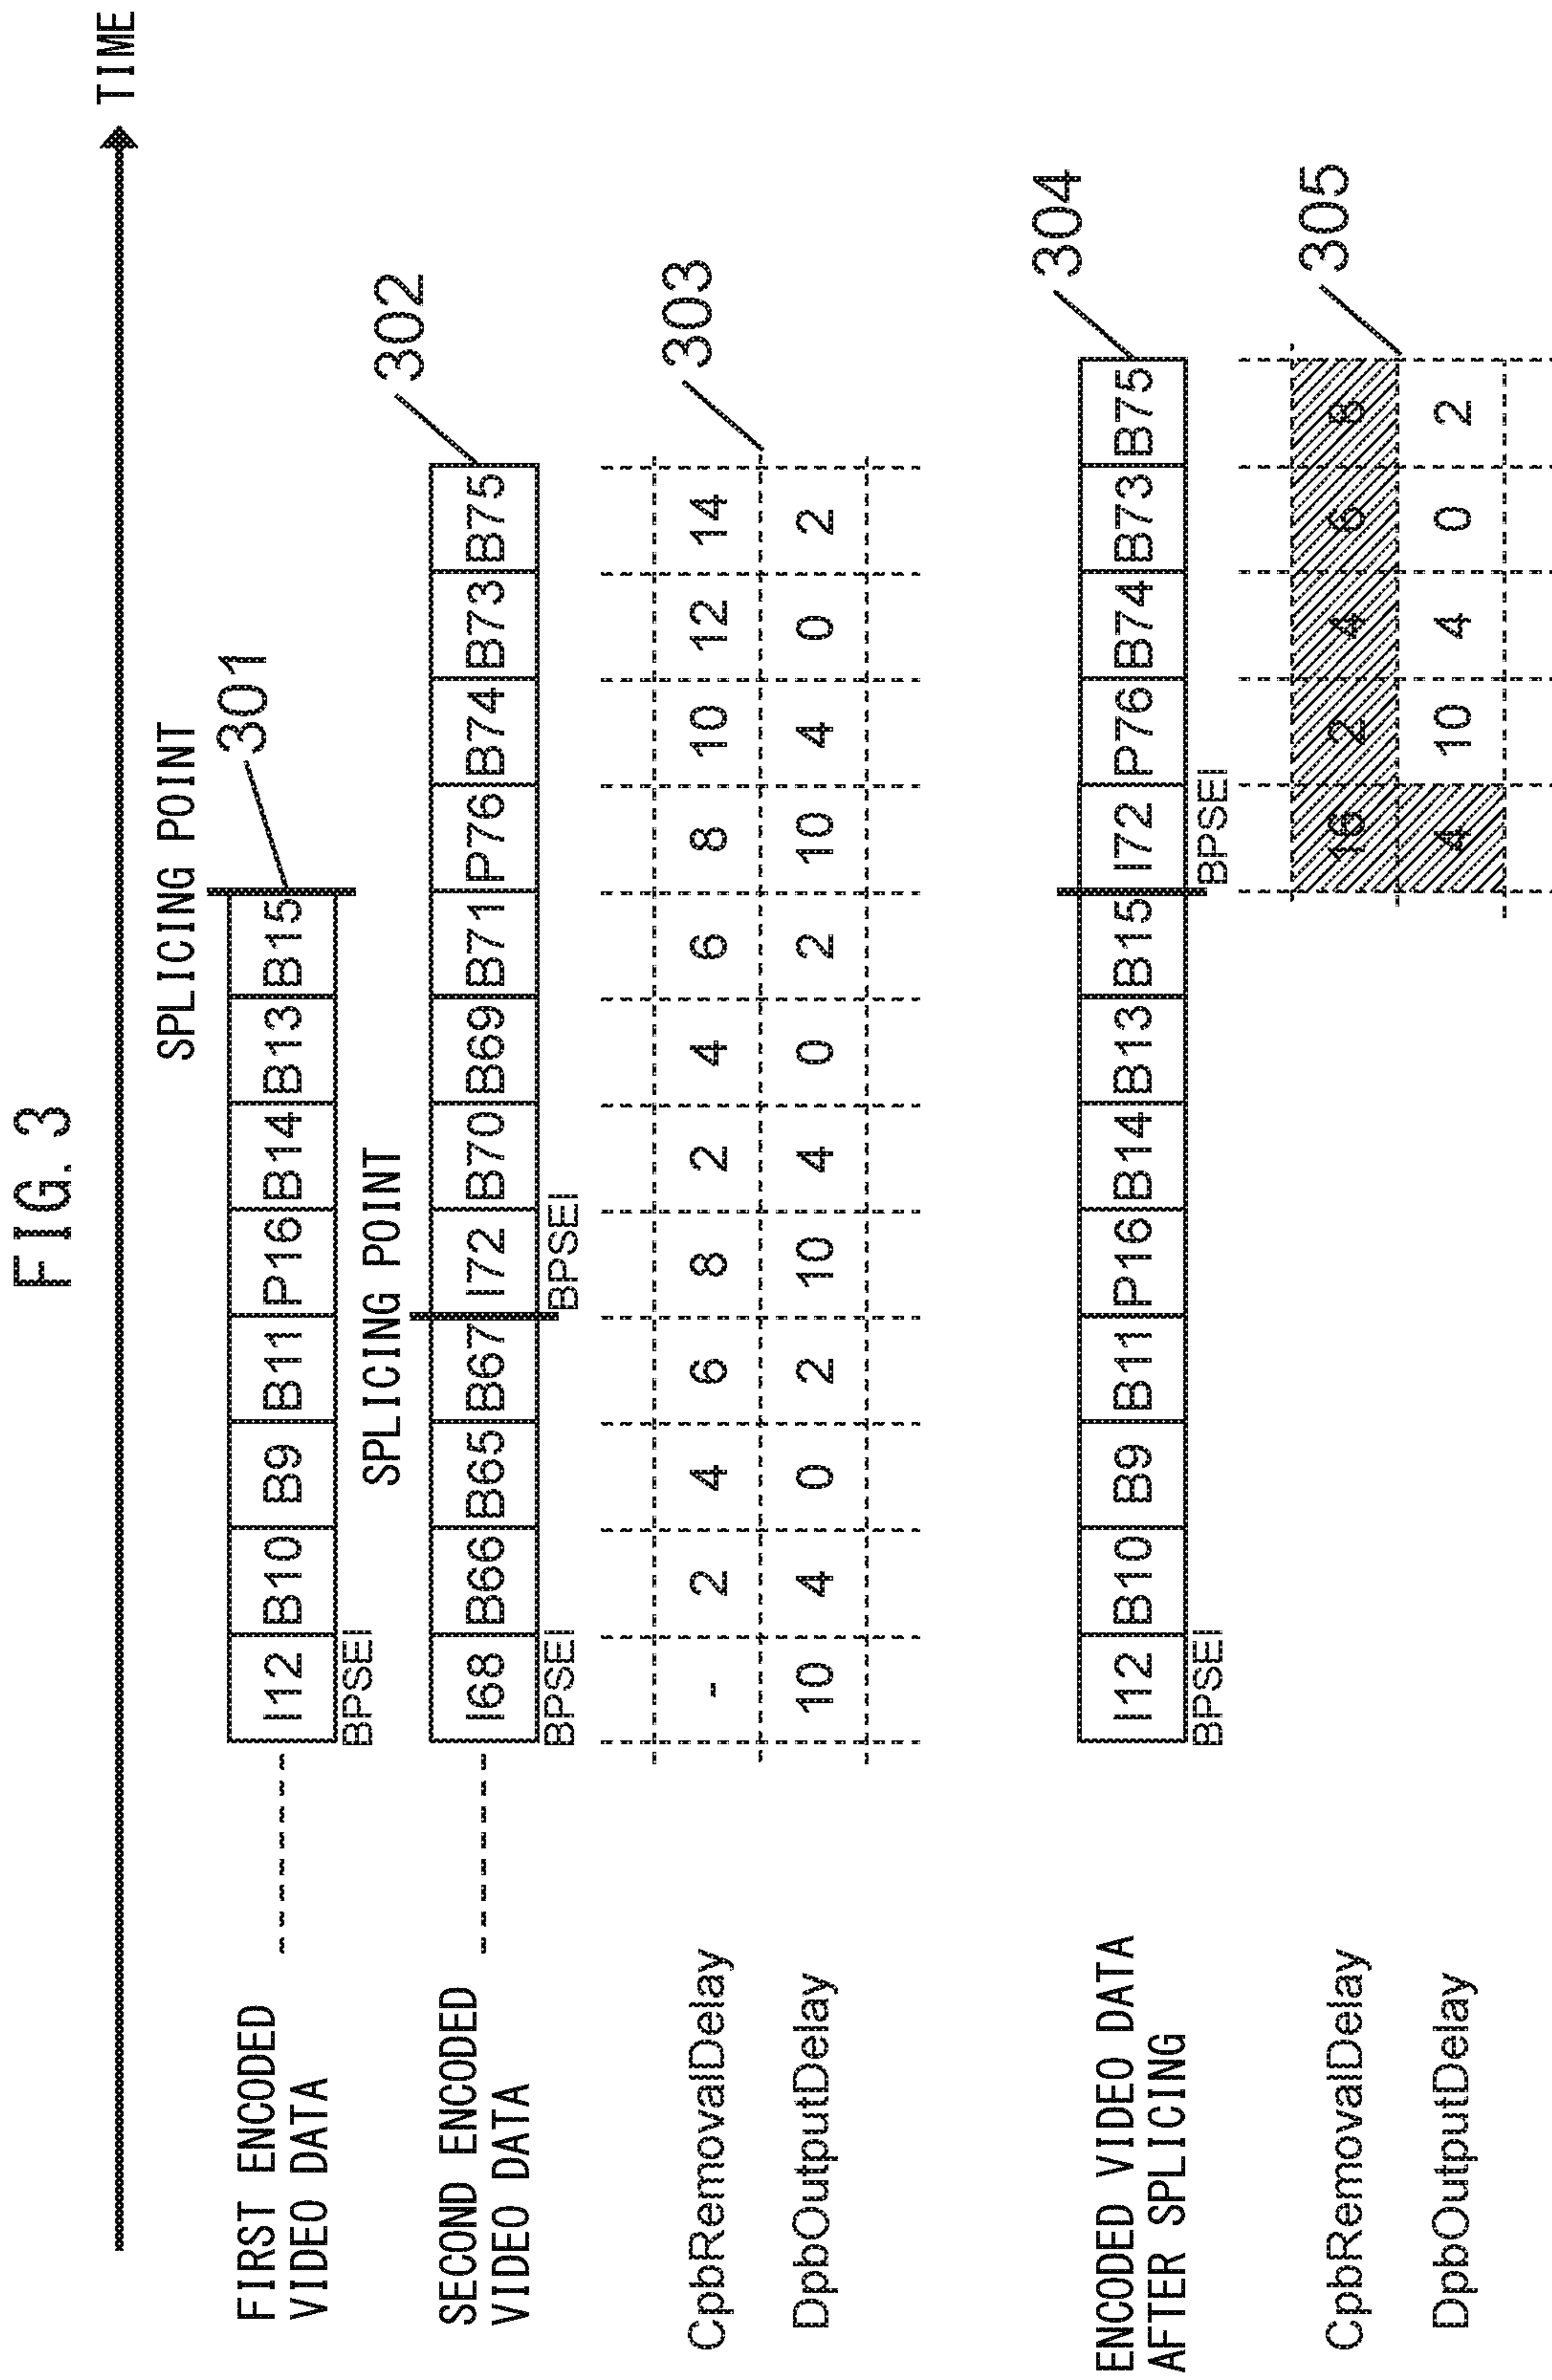 FIG. 3
TIME
SPLICING POINT
301
FIRST ENCODED
VIDEO DATA
I12 B10 B9 B11 P16 B14 B13 B15
BPSEI
SPLICING POINT
302
SECOND ENCODED
VIDEO DATA
I68 B66 B65 B67 I72 B70 B69 B71 P76 B74 B73 B75
BPSEI BPSEI
303
CpbRemovalDelay - 2 4 6 8 2 4 6 8 10 12 14
DpbOutputDelay 10 4 0 2 10 4 0 2 10 4 0 2
304
ENCODED VIDEO DATA
AFTER SPLICING
I12 B10 B9 B11 P16 B14 B13 B15 I72 P76 B74 B73 B75
BPSEI BPSEI
305
CpbRemovalDelay 16 2 4 6 8
DpbOutputDelay 4 10 4 0 2